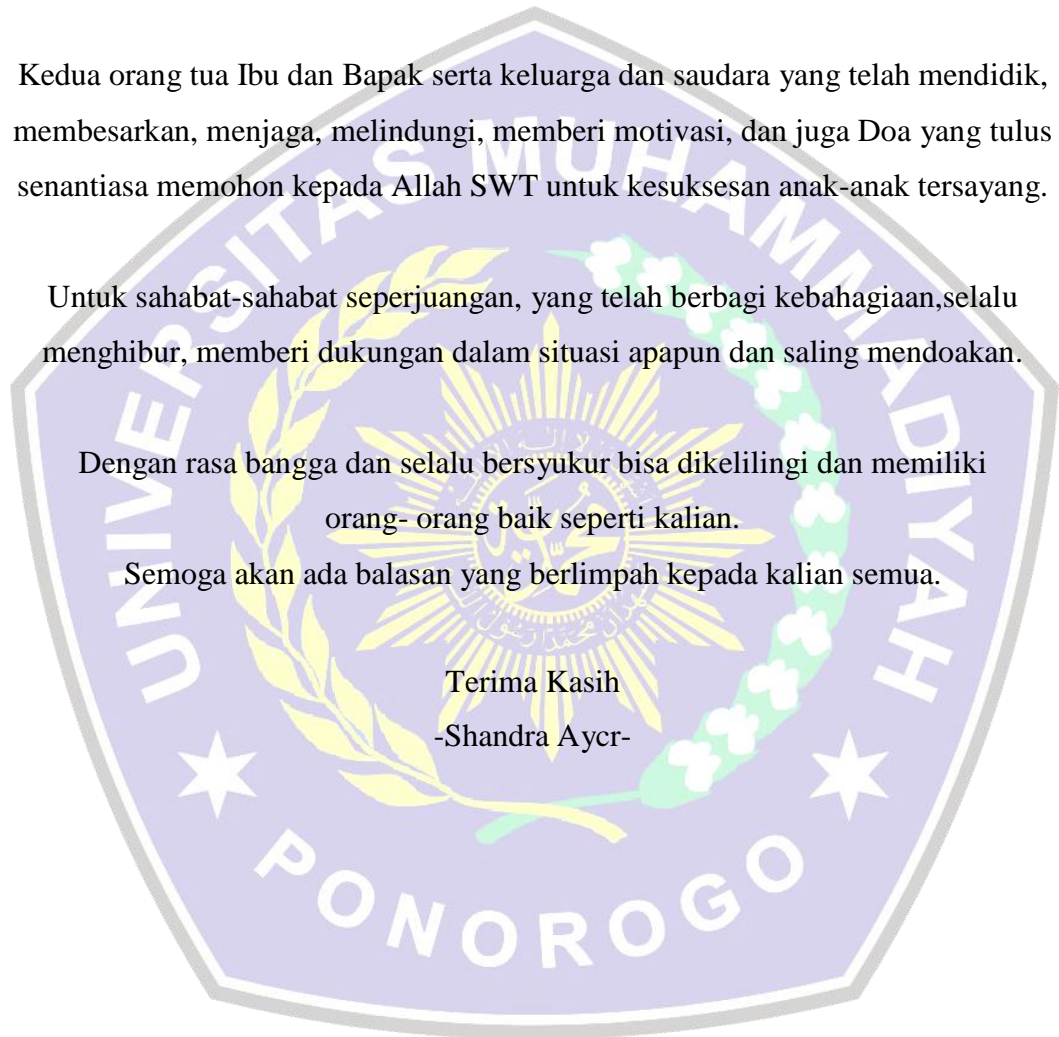 Kedua orang tua Ibu dan Bapak serta keluarga dan saudara yang telah mendidik,
membesarkan, menjaga, melindungi, memberi motivasi, dan juga Doa yang tulus
senantiasa memohon kepada Allah SWT untuk kesuksesan anak-anak tersayang.
Untuk sahabat-sahabat seperjuangan, yang telah berbagi kebahagiaan,selalu
menghibur, memberi dukungan dalam situasi apapun dan saling mendoakan.
Dengan rasa bangga dan selalu bersyukur bisa dikelilingi dan memiliki
orang- orang baik seperti kalian.
Semoga akan ada balasan yang berlimpah kepada kalian semua.
Terima Kasih
-Shandra Aycr-
UNIVERSITAS MUHAMMADIYAH
PONOROGO